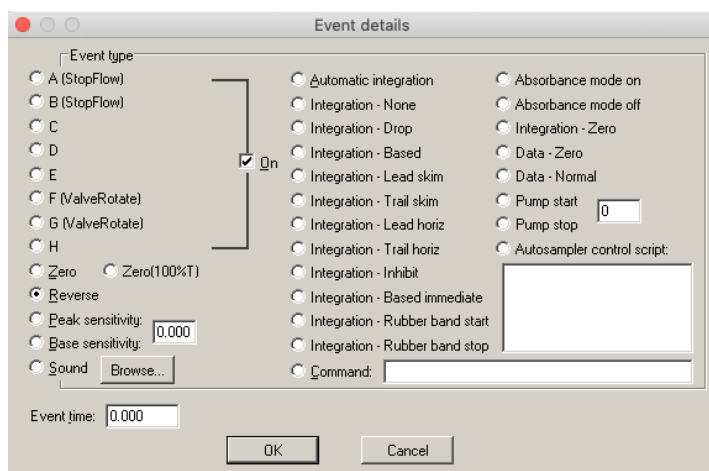 Event details
Event type
A (StopFlow)
B (StopFlow)
C
D
E
F (ValveRotate)
G (ValveRotate)
H
On
Zero
Zero(100%T)
Reverse
Peak sensitivity:
Base sensitivity:
0.000
Sound
Browse...
Automatic integration
Integration - None
Integration - Drop
Integration - Based
Integration - Lead skim
Integration - Trail skim
Integration - Lead horiz
Integration - Trail horiz
Integration - Inhibit
Integration - Based immediate
Integration - Rubber band start
Integration - Rubber band stop
Command:
Absorbance mode on
Absorbance mode off
Integration - Zero
Data - Zero
Data - Normal
Pump start
Pump stop
0
Autosampler control script:
Event time: 0.000
OK
Cancel